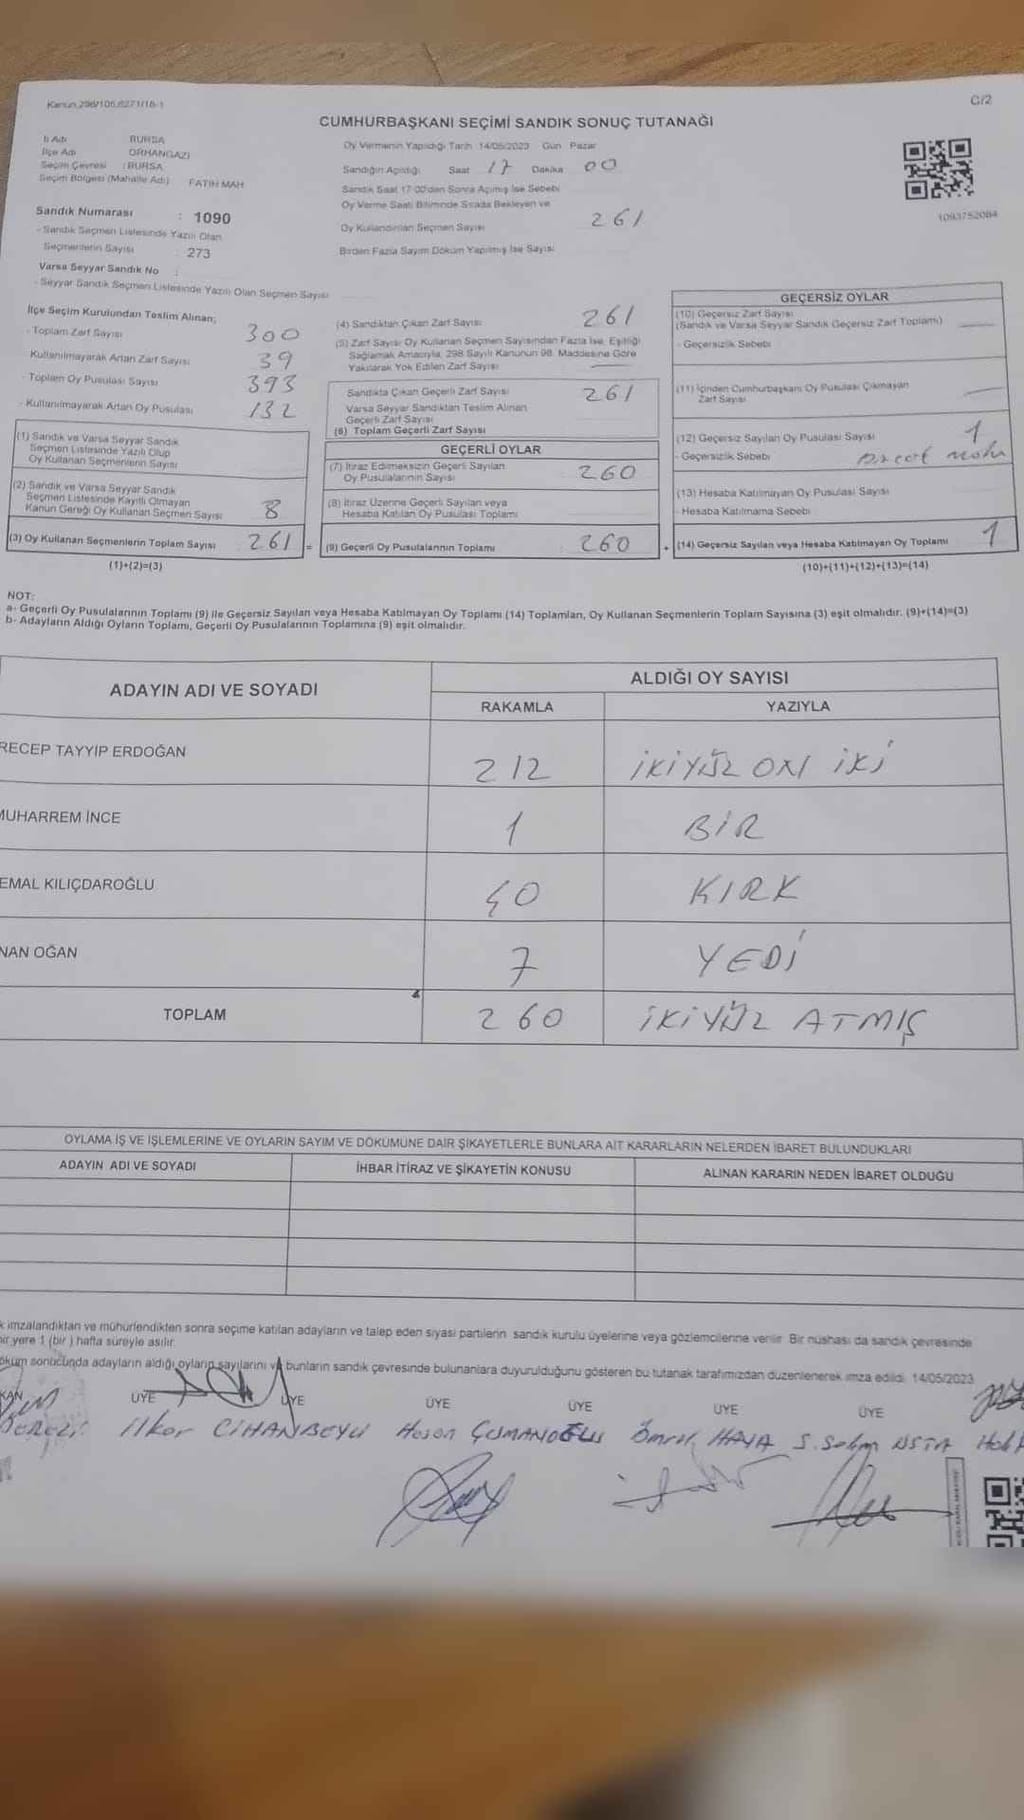 Kanun,298/105,6271/16-1
C/2
CUMHURBAŞKANI SEÇİMİ SANDIK SONUÇ TUTANAĞI
İl Adı BURSA
İlçe Adı ORHANGAZİ
Seçim Çevresi : BURSA
Seçim Bölgesi (Mahalle Adı) FATİH MAH
Sandık Numarası : 1090
- Sandık Seçmen Listesinde Yazılı Olan
Seçmenlerin Sayısı 273
Varsa Seyyar Sandık No :
- Seyyar Sandık Seçmen Listesinde Yazılı Olan Seçmen Sayısı
Oy Vermenin Yapıldığı Tarih 14/05/2023 Gün Pazar
Sandığın Açıldığı Saat 17 Dakika 00
Sandık Saat 17 00'den Sonra Açılmış İse Sebebi
Oy Verme Saati Bitiminde Sırada Bekleyen ve
Oy Kullandırılan Seçmen Sayısı 261
Birden Fazla Sayım Döküm Yapılmış İse Sayısı
1093752084
İlçe Seçim Kurulundan Teslim Alınan;
- Toplam Zarf Sayısı 300
Kullanılmayarak Artan Zarf Sayısı 39
- Toplam Oy Pusulası Sayısı 393
- Kullanılmayarak Artan Oy Pusulası 132
(1) Sandık ve Varsa Seyyar Sandık
Seçmen Listesinde Yazılı Olup
Oy Kullanan Seçmenlerin Sayısı
(2) Sandık ve Varsa Seyyar Sandık
Seçmen Listesinde Kayıtlı Olmayan
Kanun Gereği Oy Kullanan Seçmen Sayısı 8
(3) Oy Kullanan Seçmenlerin Toplam Sayısı 261 =
(1)+(2)=(3)
(4) Sandıktan Çıkan Zarf Sayısı 261
(5) Zarf Sayısı Oy Kullanan Seçmen Sayısından Fazla İse, Eşitliği
Sağlamak Amacıyla, 298 Sayılı Kanunun 98. Maddesine Göre
Yakılarak Yok Edilen Zarf Sayısı
Sandıkta Çıkan Geçerli Zarf Sayısı 261
Varsa Seyyar Sandıktan Teslim Alınan
Geçerli Zarf Sayısı
(6) Toplam Geçerli Zarf Sayısı
GEÇERLİ OYLAR
(7) İtiraz Edilmeksizin Geçerli Sayılan
Oy Pusulalarının Sayısı 260
(8) İtiraz Üzerine Geçerli Sayılan veya
Hesaba Katılan Oy Pusulası Toplamı
(9) Geçerli Oy Pusulalarının Toplamı 260 +
GEÇERSİZ OYLAR
(10) Geçersiz Zarf Sayısı
(Sandık ve Varsa Seyyar Sandık Geçersiz Zarf Toplamı)
- Geçersizlik Sebebi
(11) İçinden Cumhurbaşkanı Oy Pusulası Çıkmayan
Zarf Sayısı
(12) Geçersiz Sayılan Oy Pusulası Sayısı 1
- Geçersizlik Sebebi
(13) Hesaba Katılmayan Oy Pusulası Sayısı
- Hesaba Katılmama Sebebi
(14) Geçersiz Sayılan veya Hesaba Katılmayan Oy Toplamı 1
(10)+(11)+(12)+(13)=(14)
NOT:
a- Geçerli Oy Pusulalarının Toplamı (9) ile Geçersiz Sayılan veya Hesaba Katılmayan Oy Toplamı (14) Toplamları, Oy Kullanan Seçmenlerin Toplam Sayısına (3) eşit olmalıdır. (9)+(14)=(3)
b- Adayların Aldığı Oyların Toplamı, Geçerli Oy Pusulalarının Toplamına (9) eşit olmalıdır.
ADAYIN ADI VE SOYADI
ALDIĞI OY SAYISI
RAKAMLA YAZIYLA
RECEP TAYYİP ERDOĞAN 212 İKİYÜZ ON İKİ
MUHARREM İNCE 1 BİR
EMAL KILIÇDAROĞLU 40 KIRK
NAN OĞAN 7 YEDİ
TOPLAM 260 İKİYÜZ ATMIŞ
OYLAMA İŞ VE İŞLEMLERİNE VE OYLARIN SAYIM VE DÖKÜMÜNE DAİR ŞİKAYETLERLE BUNLARA AİT KARARLARIN NELERDEN İBARET BULUNDUKLARI
ADAYIN ADI VE SOYADI İHBAR İTİRAZ VE ŞİKAYETİN KONUSU ALINAN KARARIN NEDEN İBARET OLDUĞU
k imzalandıktan ve mühürlendikten sonra seçime katılan adayların ve talep eden siyasi partilerin sandık kurulu üyelerine veya gözlemcilerine verilir Bir nüshası da sandık çevresinde
bir yere 1 (bir ) hafta süreyle asılır
öküm sonucunda adayların aldığı oyların sayılarını ve bunların sandık çevresinde bulunanlara duyurulduğunu gösteren bu tutanak tarafımızdan düzenlenerek imza edildi 14/05/2023
KAN ÜYE ÜYE ÜYE ÜYE ÜYE ÜYE
İlker CİHANBEYLİ Hasan ÇUMANOĞLU Ömrül HAYA S. Selim USTA